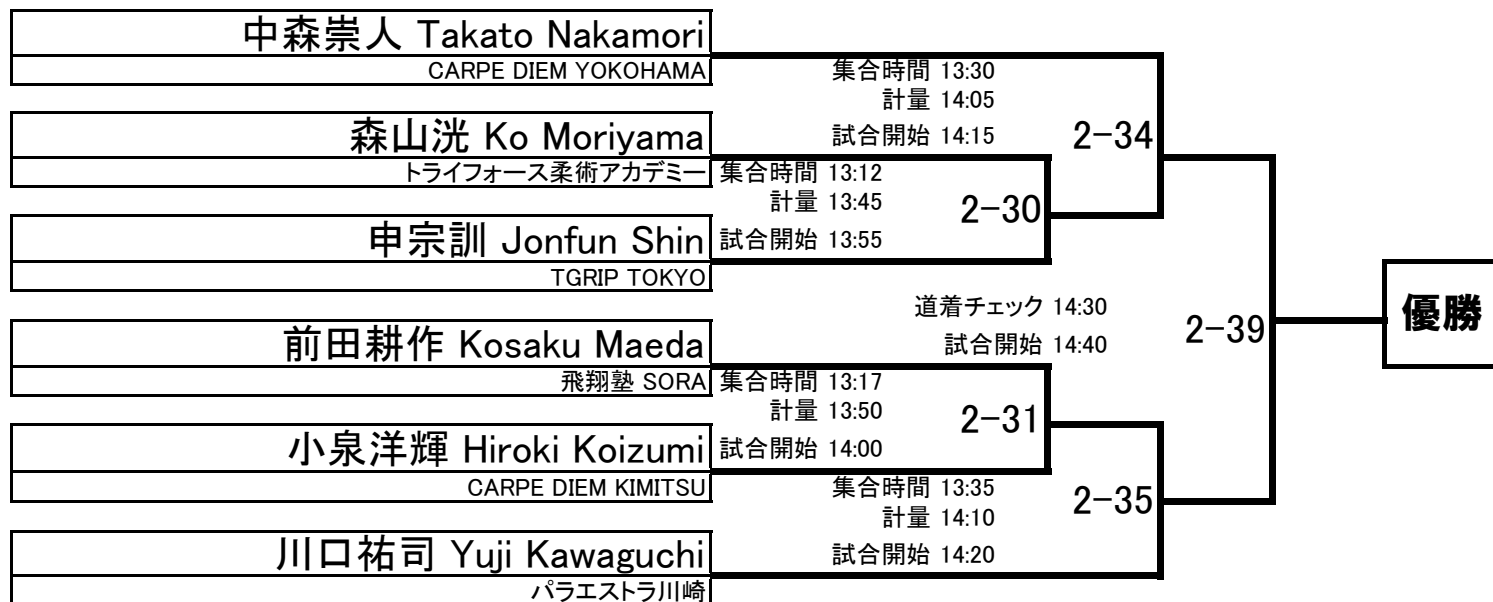 中森崇人 Takato Nakamori
CARPE DIEM YOKOHAMA
集合時間 13:30
計量 14:05
試合開始 14:15
2-34
森山洸 Ko Moriyama
トライフォース柔術アカデミー
集合時間 13:12
計量 13:45
2-30
申宗訓 Jonfun Shin
試合開始 13:55
TGRIP TOKYO
道着チェック 14:30
試合開始 14:40
2-39
優勝
前田耕作 Kosaku Maeda
飛翔塾 SORA
集合時間 13:17
計量 13:50
2-31
小泉洋輝 Hiroki Koizumi
試合開始 14:00
CARPE DIEM KIMITSU
集合時間 13:35
計量 14:10
2-35
川口祐司 Yuji Kawaguchi
試合開始 14:20
パラエストラ川崎